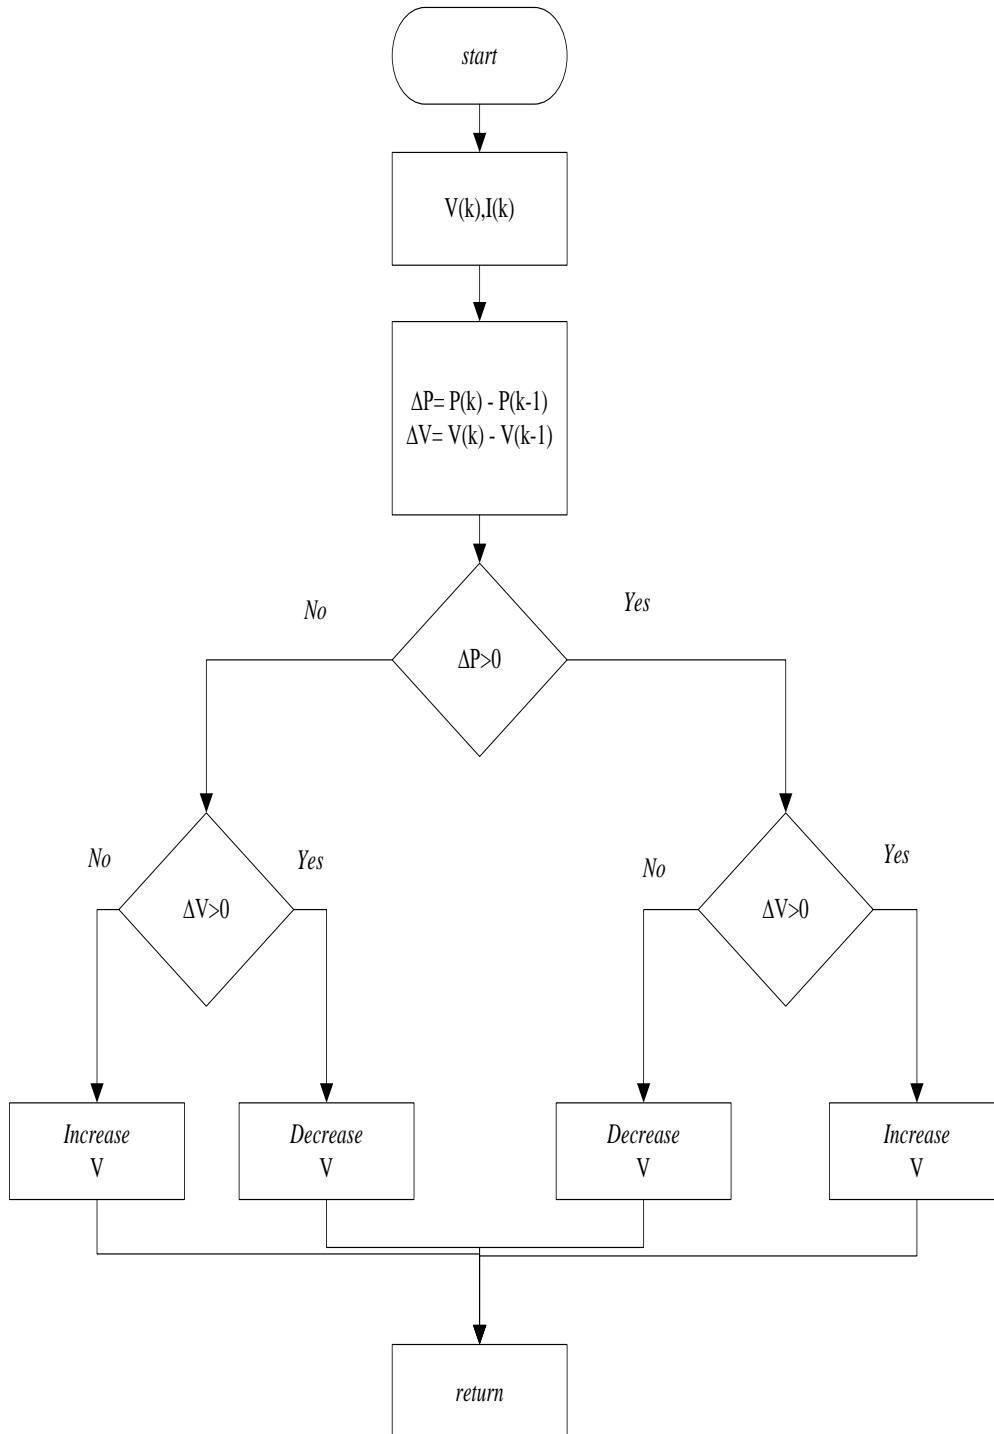 start
V(k),I(k)
ΔP= P(k) - P(k-1)
ΔV= V(k) - V(k-1)
No
Yes
ΔP>0
No
Yes
No
Yes
ΔV>0
ΔV>0
Increase
V
Decrease
V
Decrease
V
Increase
V
return